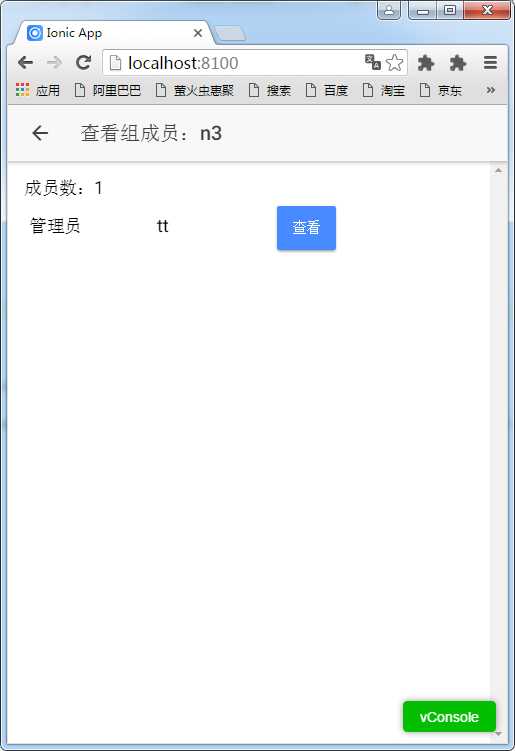 Ionic App
localhost:8100
应用 阿里巴巴 萤火虫惠聚 搜索 百度 淘宝 京东 »
查看组成员：n3
成员数：1
管理员 tt 查看
vConsole